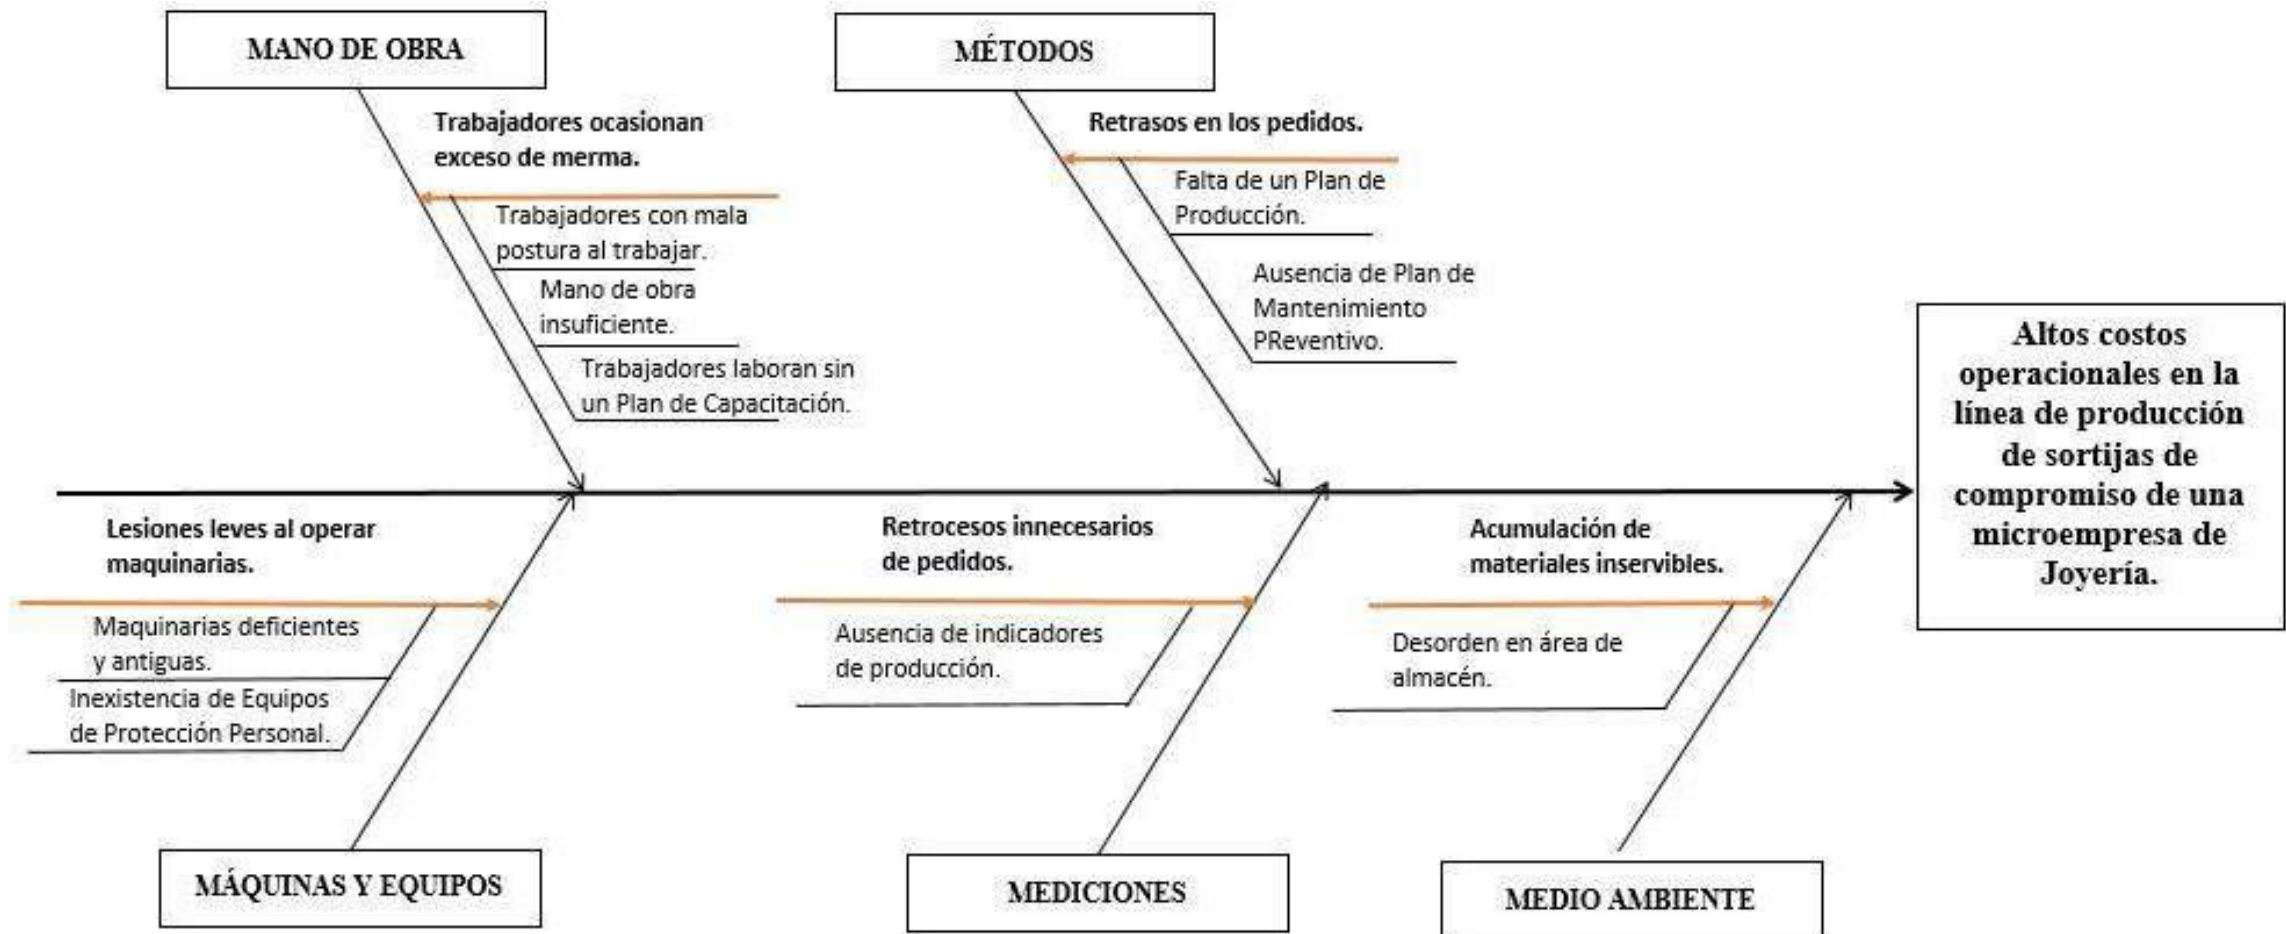 MANO DE OBRA
MÉTODOS
Trabajadores ocasionan
exceso de merma.
Trabajadores con mala
postura al trabajar.
Mano de obra
insuficiente.
Trabajadores laboran sin
un Plan de Capacitación.
Retrasos en los pedidos.
Falta de un Plan de
Producción.
Ausencia de Plan de
Mantenimiento
PReventivo.
Altos costos
operacionales en la
línea de producción
de sortijas de
compromiso de una
microempresa de
Joyería.
Lesiones leves al operar
maquinarias.
Maquinarias deficientes
y antiguas.
Inexistencia de Equipos
de Protección Personal.
Retrocesos innecesarios
de pedidos.
Ausencia de indicadores
de producción.
Acumulación de
materiales inservibles.
Desorden en área de
almacén.
MÁQUINAS Y EQUIPOS
MEDICIONES
MEDIO AMBIENTE